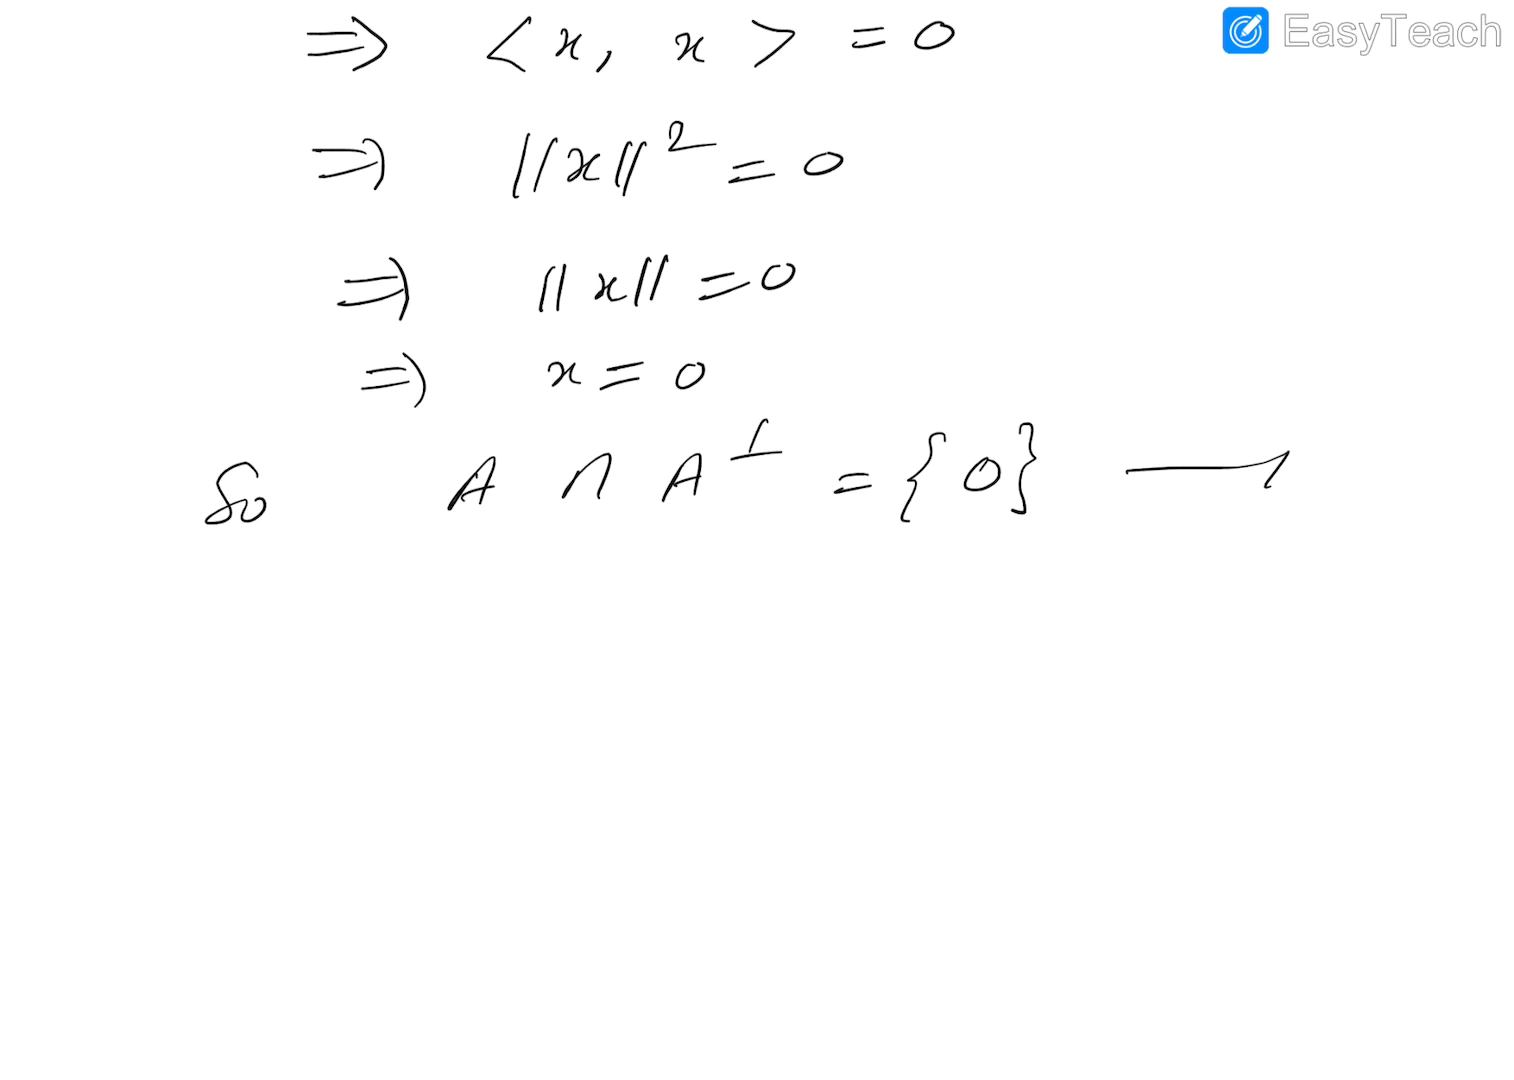 EasyTeach
⇒ < x, x > = 0
⇒ ||x||² = 0
⇒ ||x|| = 0
⇒ x = 0
So A ∩ A^⊥ = {0}